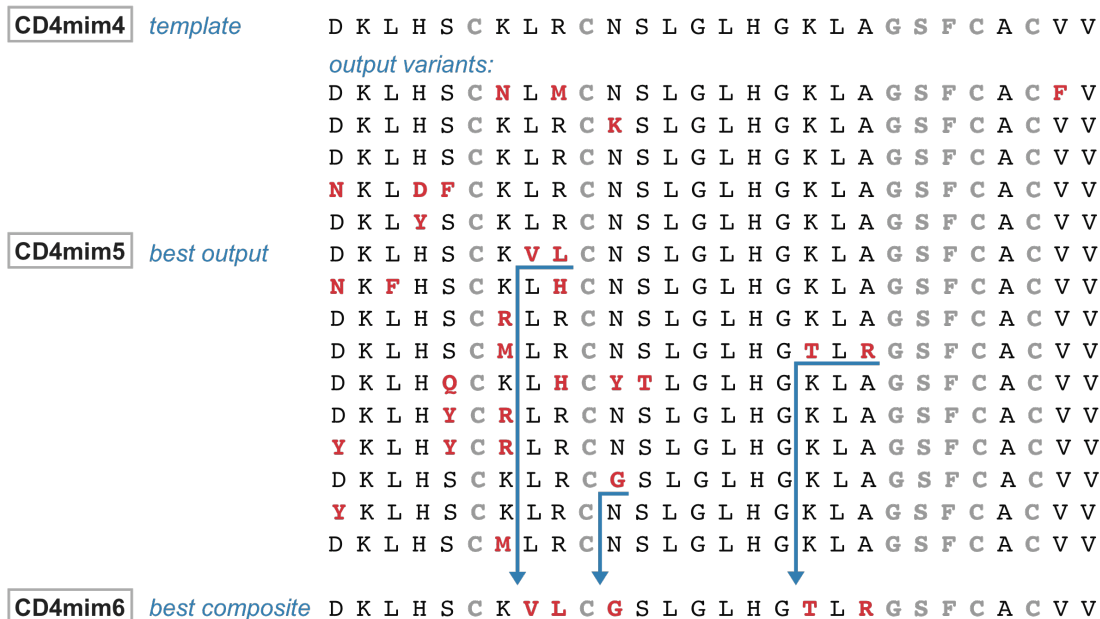 CD4mim4 template D K L H S C K L R C N S L G L H G K L A G S F C A C V V
output variants:
D K L H S C N L M C N S L G L H G K L A G S F C A C F V
D K L H S C K L R C K S L G L H G K L A G S F C A C V V
D K L H S C K L R C N S L G L H G K L A G S F C A C V V
N K L D F C K L R C N S L G L H G K L A G S F C A C V V
D K L Y S C K L R C N S L G L H G K L A G S F C A C V V
CD4mim5 best output D K L H S C K V L C N S L G L H G K L A G S F C A C V V
N K F H S C K L H C N S L G L H G K L A G S F C A C V V
D K L H S C R L R C N S L G L H G K L A G S F C A C V V
D K L H S C M L R C N S L G L H G T L R G S F C A C V V
D K L H Q C K L H C Y T L G L H G K L A G S F C A C V V
D K L H Y C R L R C N S L G L H G K L A G S F C A C V V
Y K L H Y C R L R C N S L G L H G K L A G S F C A C V V
D K L H S C K L R C G S L G L H G K L A G S F C A C V V
Y K L H S C K L R C N S L G L H G K L A G S F C A C V V
D K L H S C M L R C N S L G L H G K L A G S F C A C V V
CD4mim6 best composite D K L H S C K V L C G S L G L H G T L R G S F C A C V V